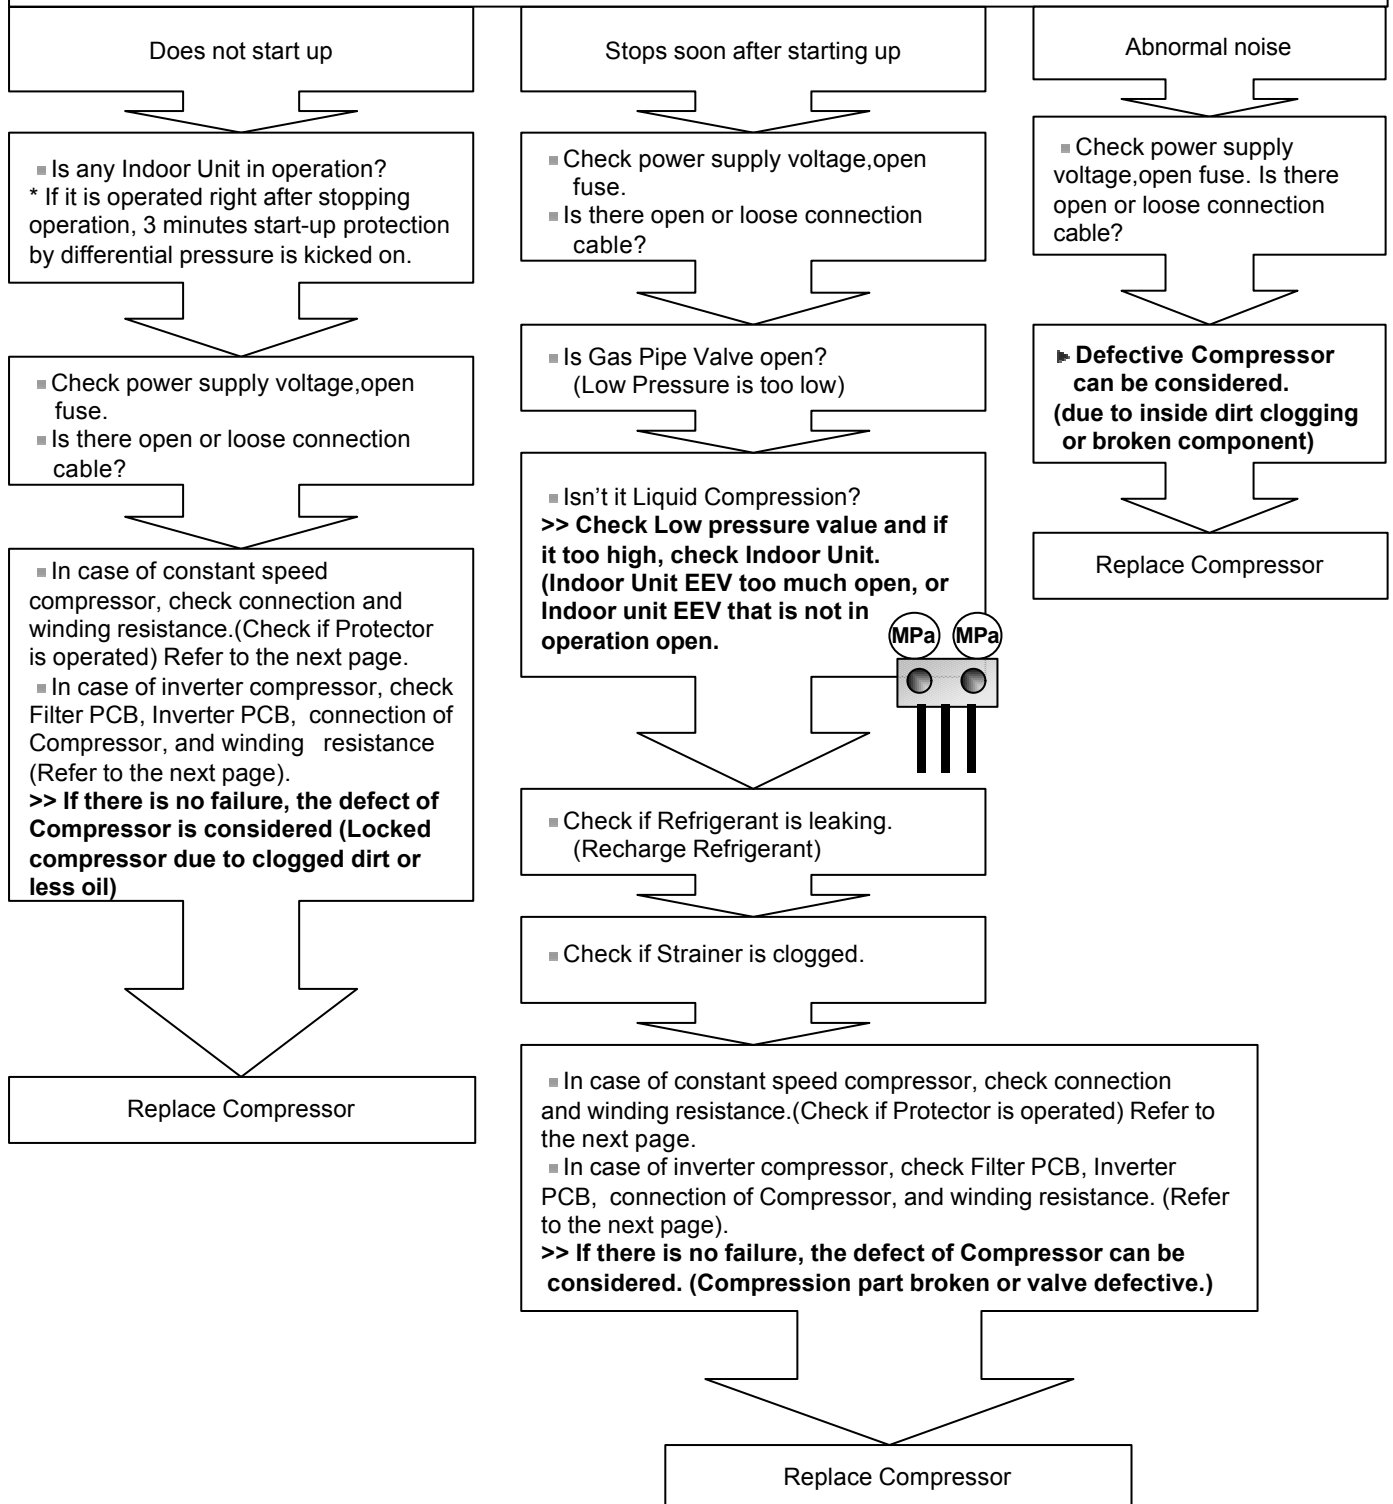 Does not start up
■ Is any Indoor Unit in operation?
* If it is operated right after stopping
operation, 3 minutes start-up protection
by differential pressure is kicked on.
■ Check power supply voltage,open
fuse.
■ Is there open or loose connection
cable?
■ In case of constant speed
compressor, check connection and
winding resistance.(Check if Protector
is operated) Refer to the next page.
■ In case of inverter compressor, check
Filter PCB, Inverter PCB, connection of
Compressor, and winding resistance
(Refer to the next page).
>> If there is no failure, the defect of
Compressor is considered (Locked
compressor due to clogged dirt or
less oil)
Replace Compressor
Stops soon after starting up
■ Check power supply voltage,open
fuse.
■ Is there open or loose connection
cable?
■ Is Gas Pipe Valve open?
(Low Pressure is too low)
■ Isn’t it Liquid Compression?
>> Check Low pressure value and if
it too high, check Indoor Unit.
(Indoor Unit EEV too much open, or
Indoor unit EEV that is not in
operation open.
MPa MPa
■ Check if Refrigerant is leaking.
(Recharge Refrigerant)
■ Check if Strainer is clogged.
■ In case of constant speed compressor, check connection
and winding resistance.(Check if Protector is operated) Refer to
the next page.
■ In case of inverter compressor, check Filter PCB, Inverter
PCB, connection of Compressor, and winding resistance. (Refer
to the next page).
>> If there is no failure, the defect of Compressor can be
considered. (Compression part broken or valve defective.)
Replace Compressor
Abnormal noise
■ Check power supply
voltage,open fuse. Is there
open or loose connection
cable?
► Defective Compressor
can be considered.
(due to inside dirt clogging
or broken component)
Replace Compressor